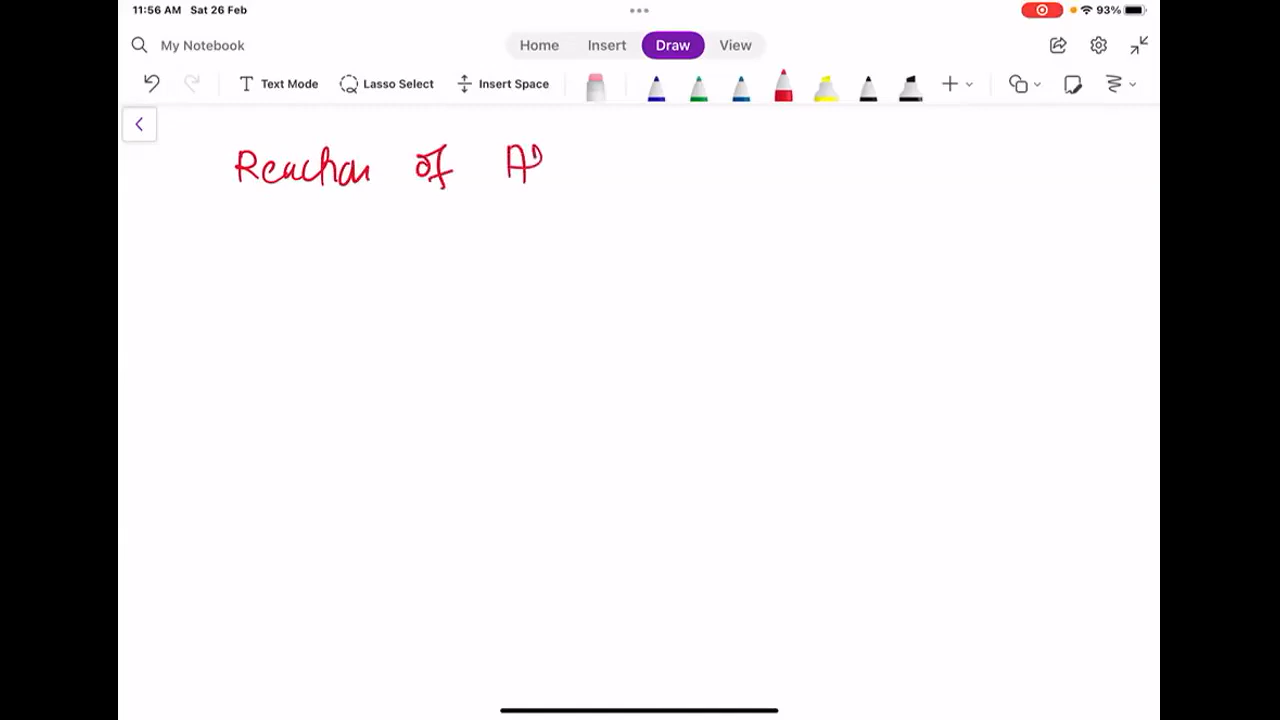 11:56 AM Sat 26 Feb 93%
My Notebook Home Insert Draw View
Text Mode Lasso Select Insert Space
Reaction of